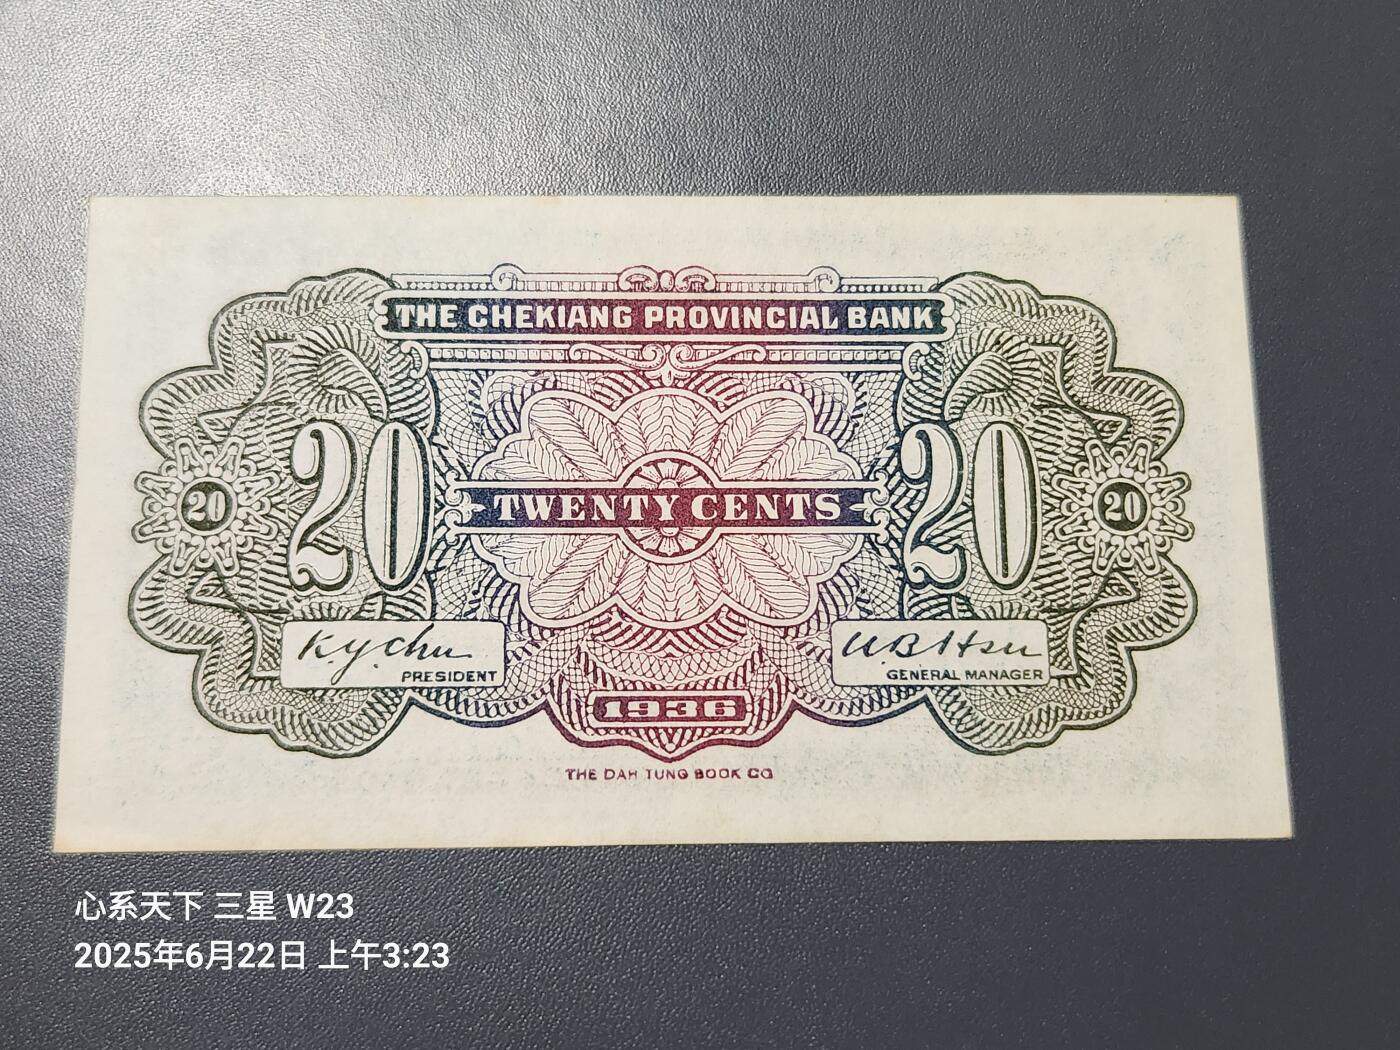 THE CHEKIANG PROVINCIAL BANK
20 20 TWENTY CENTS 20 20
K.y.Chu
PRESIDENT
U.B.Hsu
GENERAL MANAGER
1936
THE DAH TUNG BOOK CO
心系天下 三星 W23
2025年6月22日 上午3:23